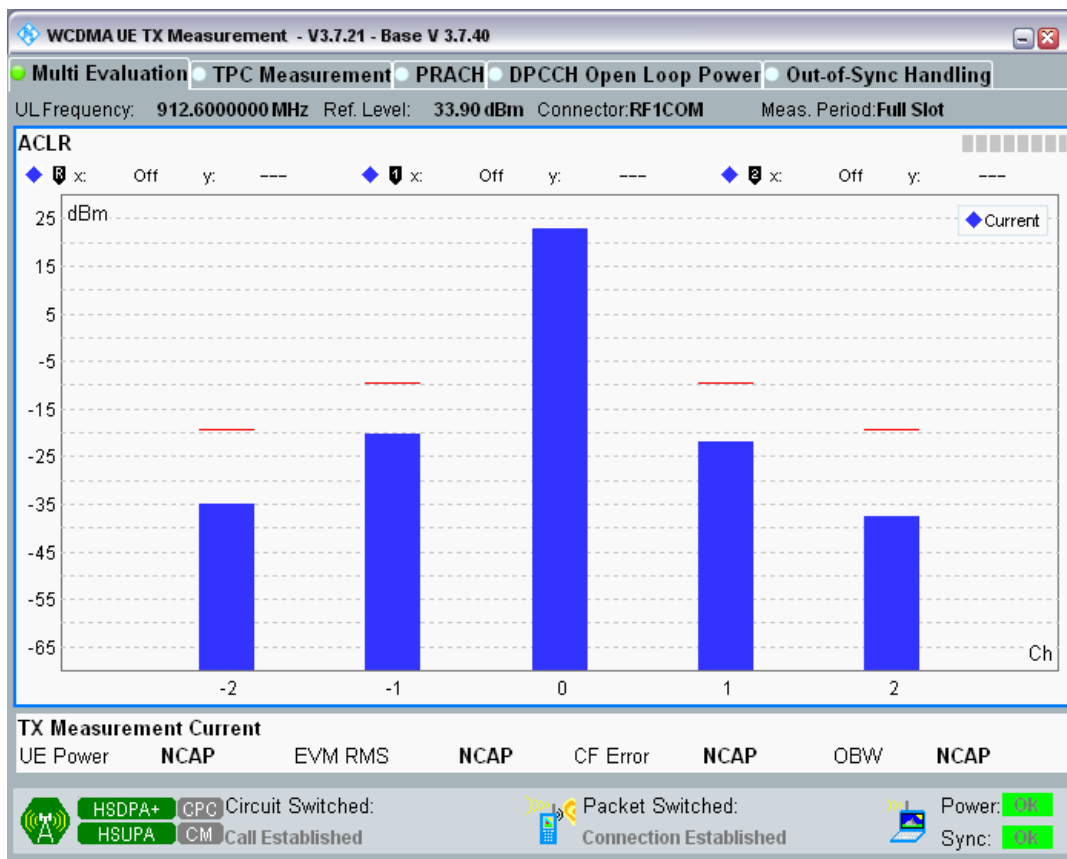 WCDMA UE TX Measurement - V3.7.21 - Base V 3.7.40
Multi Evaluation TPC Measurement PRACH DPCCH Open Loop Power Out-of-Sync Handling
UL Frequency: 912.6000000 MHz Ref. Level: 33.90 dBm Connector:RF1COM Meas. Period:Full Slot
ACLR
R x: Off y: --- 1 x: Off y: --- 2 x: Off y: ---
dBm
Current
25
15
5
-5
-15
-25
-35
-45
-55
-65
Ch
-2 -1 0 1 2
TX Measurement Current
UE Power NCAP EVM RMS NCAP CF Error NCAP OBW NCAP
HSDPA+ CPC Circuit Switched: Packet Switched: Power: OK
HSUPA CM Call Established Connection Established Sync: OK